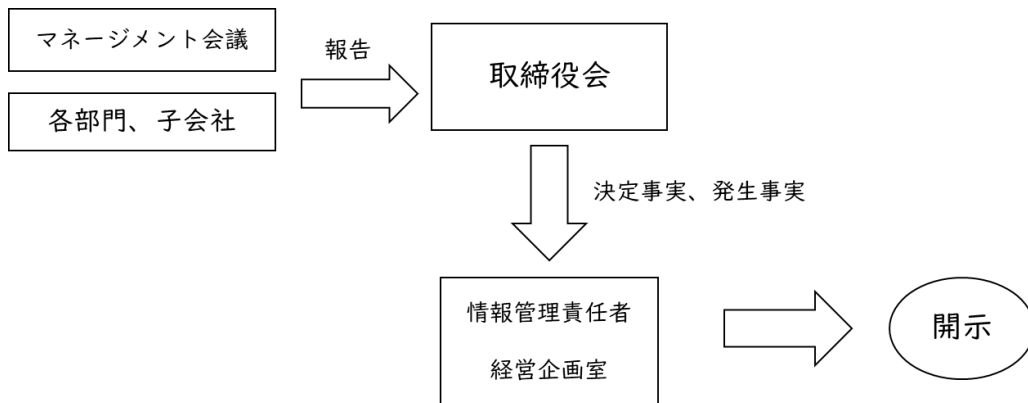 マネージメント会議
報告
取締役会
各部門、子会社
決定事実、発生事実
情報管理責任者
経営企画室
開示